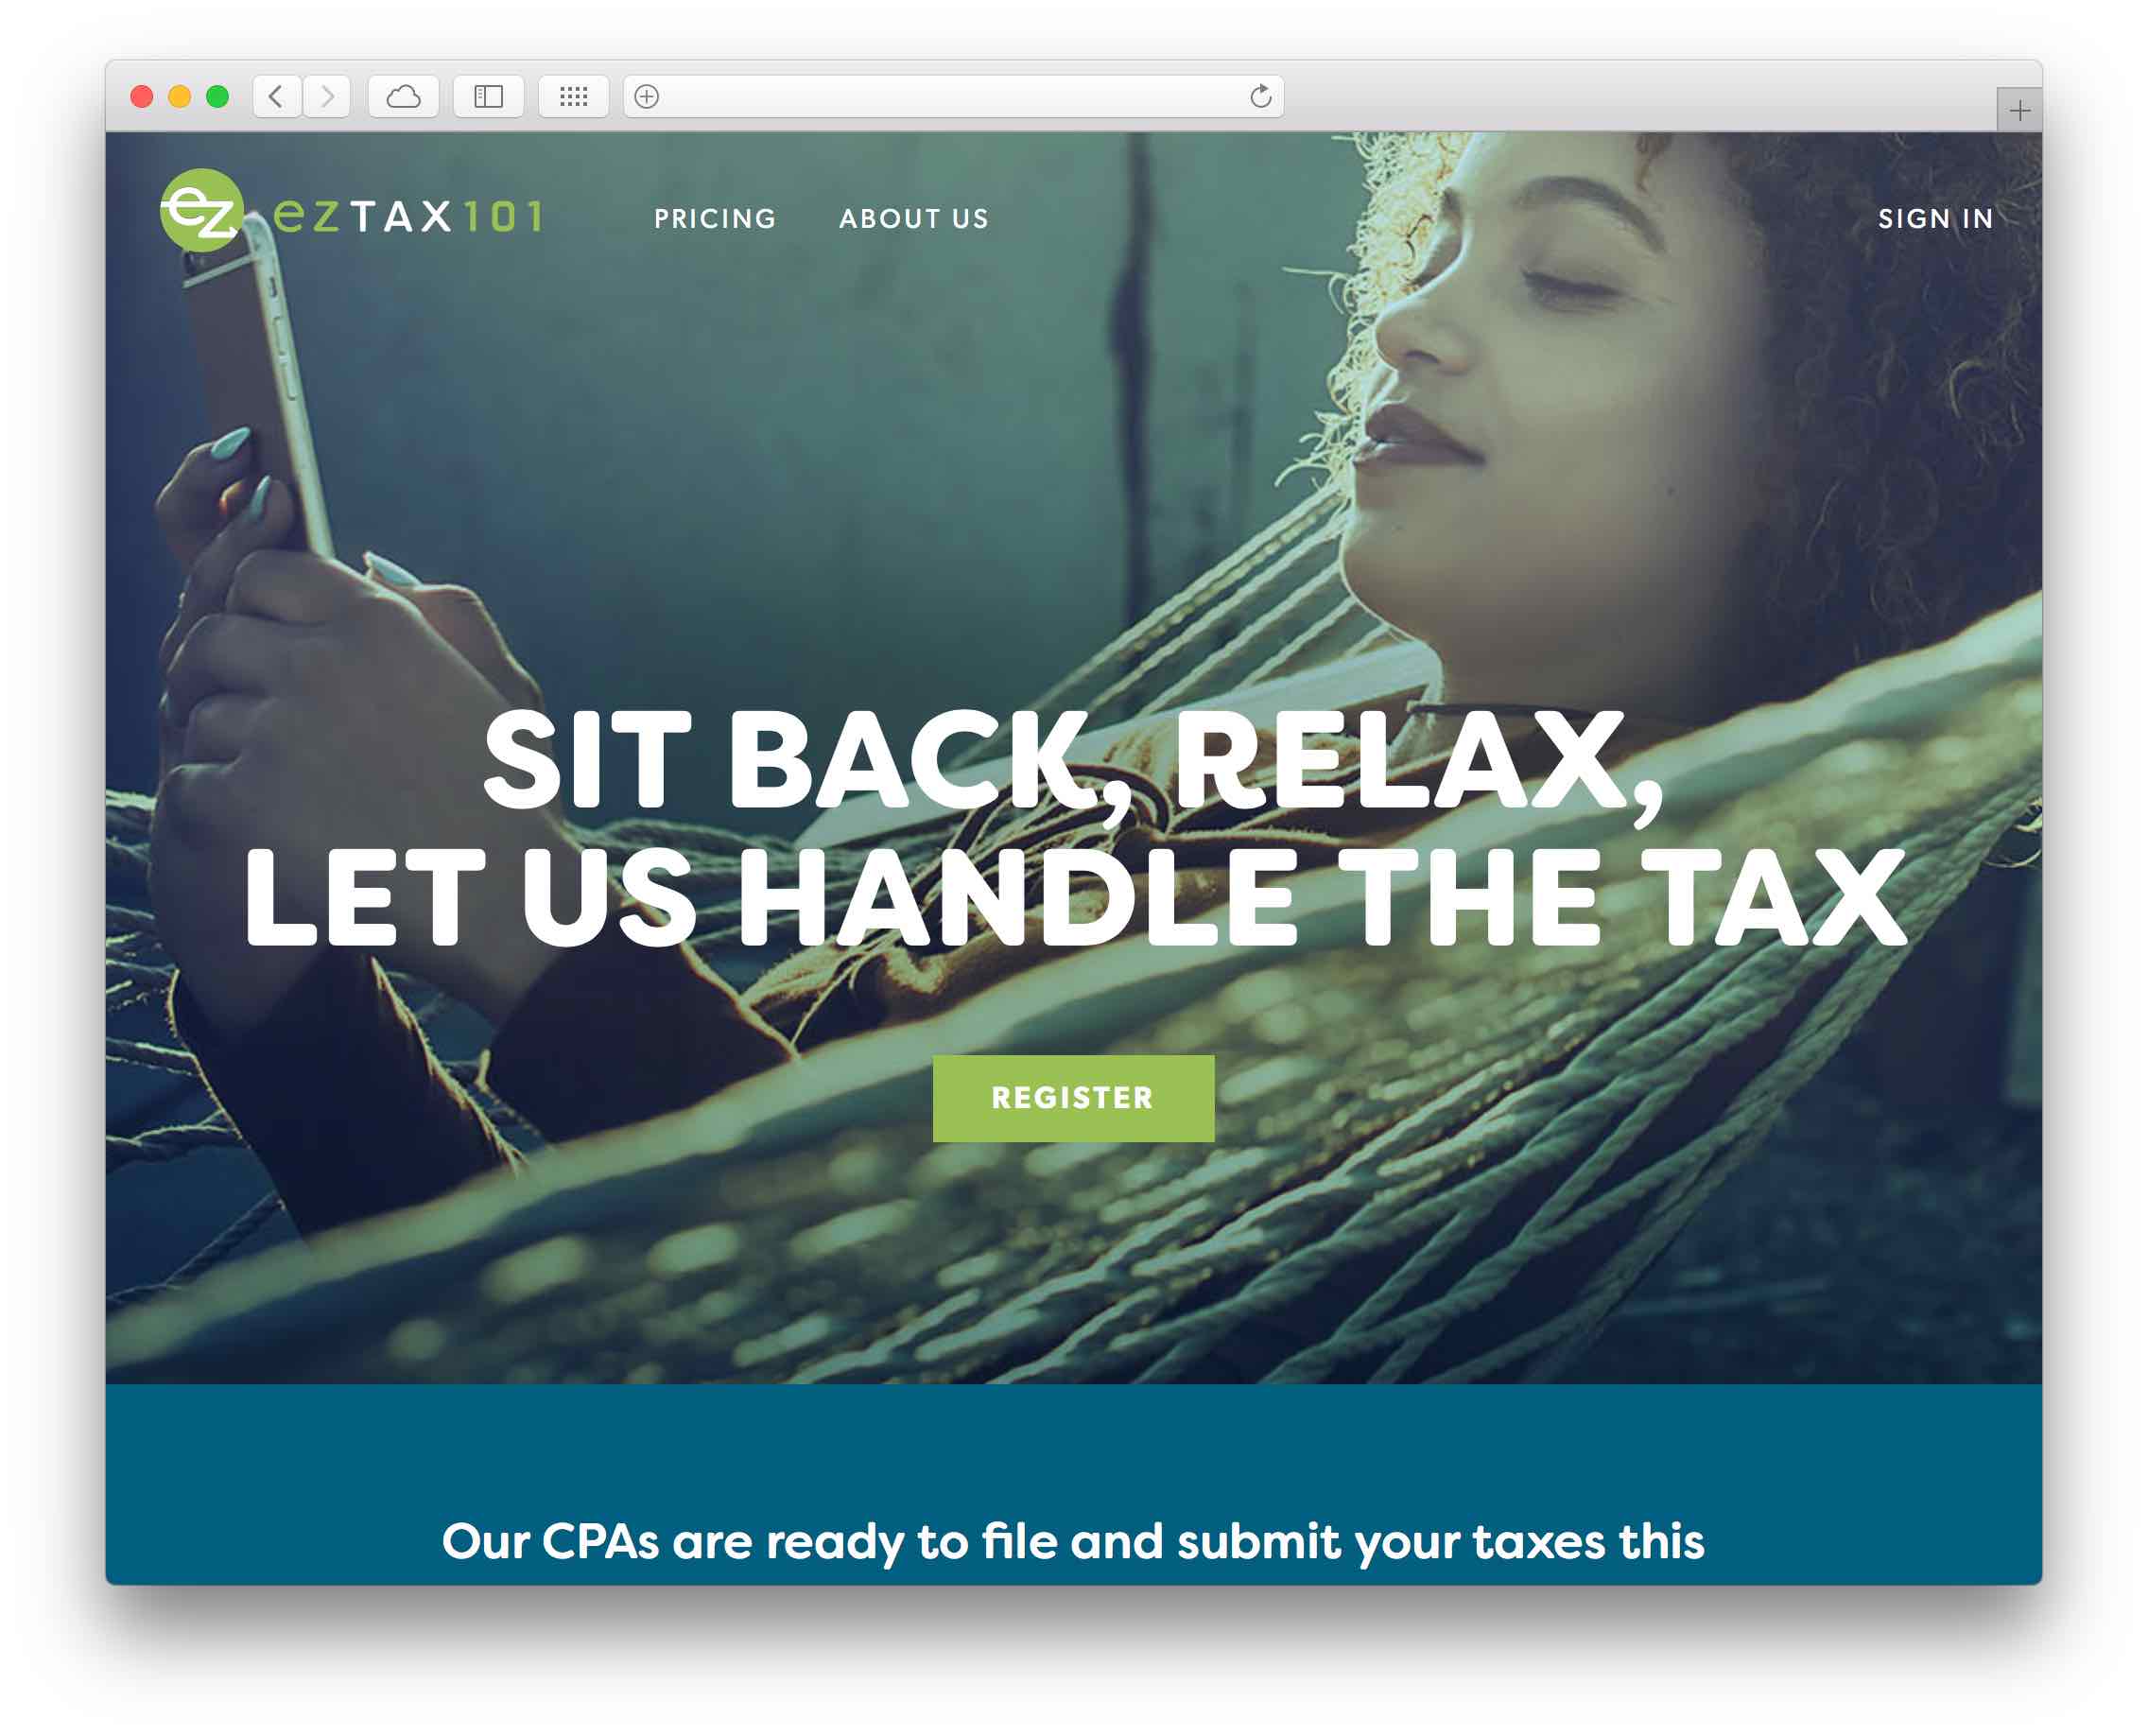 ez ezTAX101 PRICING ABOUT US SIGN IN
SIT BACK, RELAX,
LET US HANDLE THE TAX
REGISTER
Our CPAs are ready to file and submit your taxes this